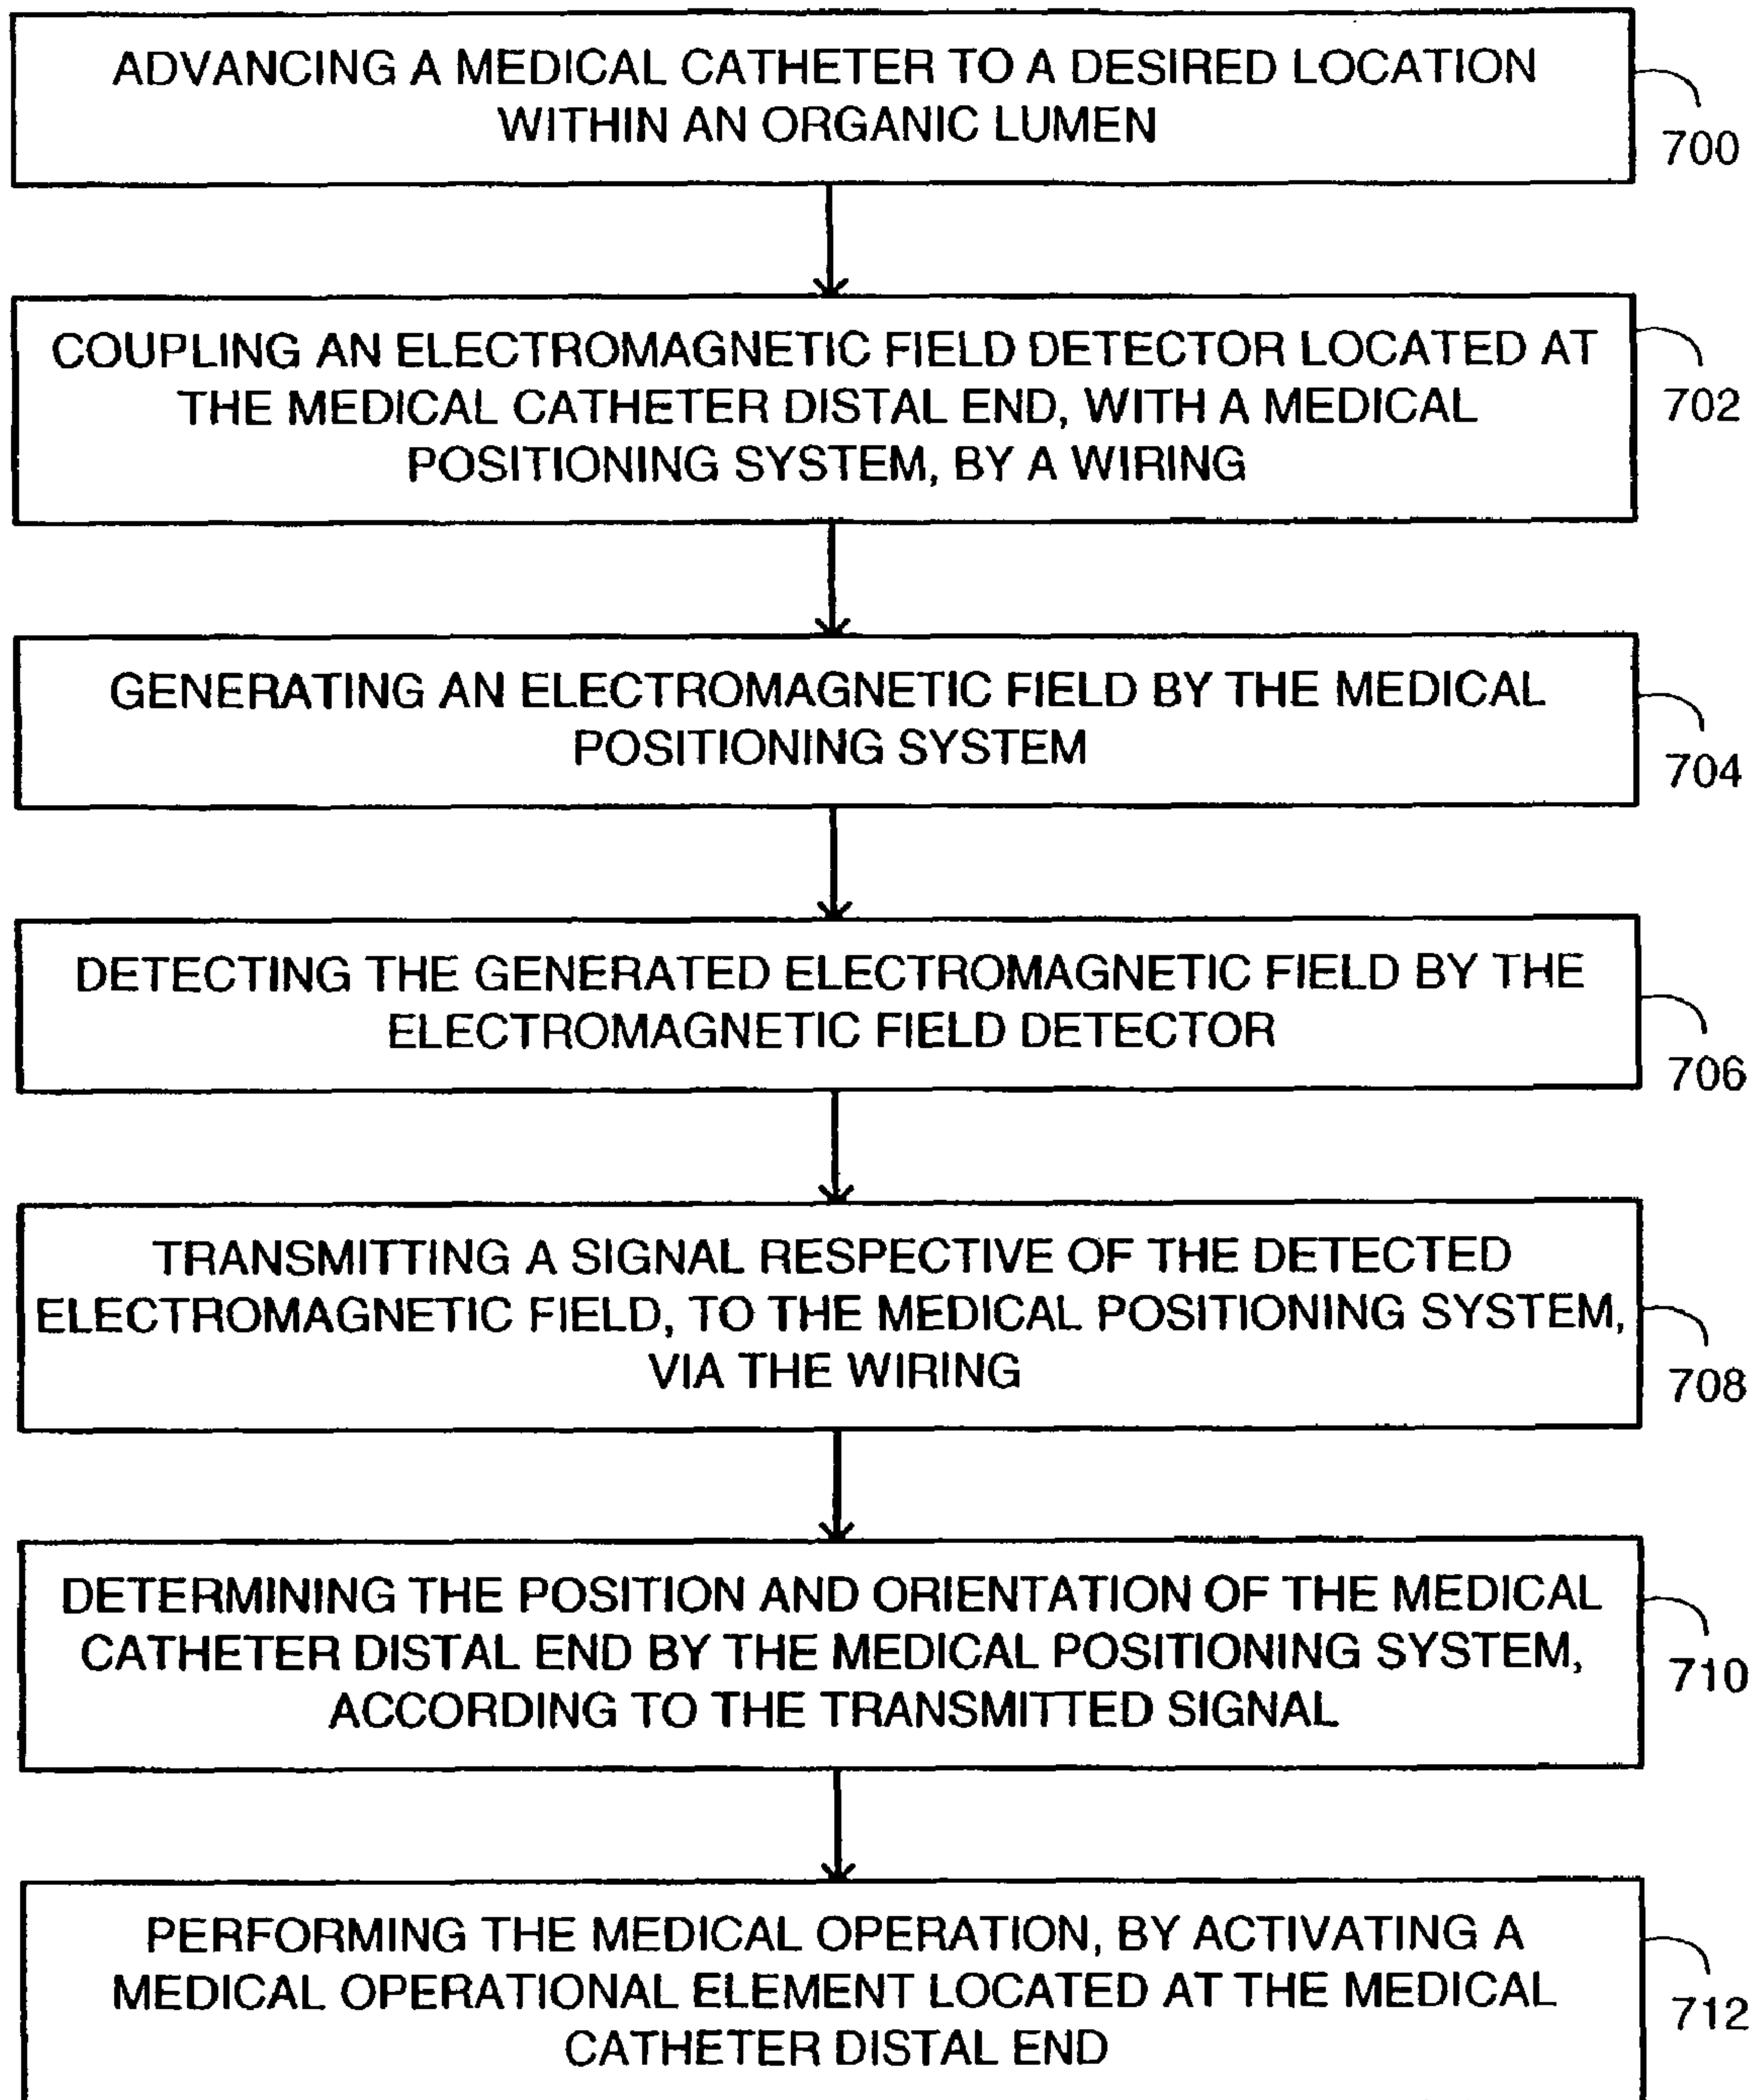 ADVANCING A MEDICAL CATHETER TO A DESIRED LOCATION
WITHIN AN ORGANIC LUMEN
700
COUPLING AN ELECTROMAGNETIC FIELD DETECTOR LOCATED AT
THE MEDICAL CATHETER DISTAL END, WITH A MEDICAL
POSITIONING SYSTEM, BY A WIRING
702
GENERATING AN ELECTROMAGNETIC FIELD BY THE MEDICAL
POSITIONING SYSTEM
704
DETECTING THE GENERATED ELECTROMAGNETIC FIELD BY THE
ELECTROMAGNETIC FIELD DETECTOR
706
TRANSMITTING A SIGNAL RESPECTIVE OF THE DETECTED
ELECTROMAGNETIC FIELD, TO THE MEDICAL POSITIONING SYSTEM,
VIA THE WIRING
708
DETERMINING THE POSITION AND ORIENTATION OF THE MEDICAL
CATHETER DISTAL END BY THE MEDICAL POSITIONING SYSTEM,
ACCORDING TO THE TRANSMITTED SIGNAL
710
PERFORMING THE MEDICAL OPERATION, BY ACTIVATING A
MEDICAL OPERATIONAL ELEMENT LOCATED AT THE MEDICAL
CATHETER DISTAL END
712